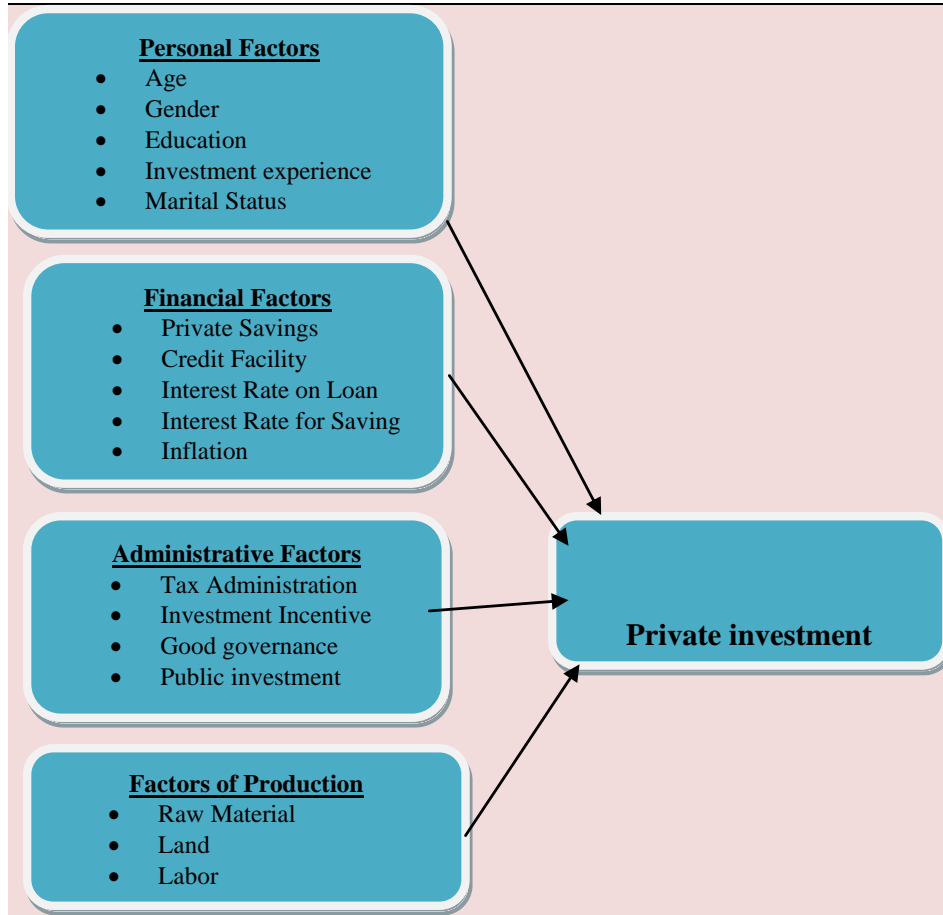 Personal Factors
• Age
• Gender
• Education
• Investment experience
• Marital Status
Financial Factors
• Private Savings
• Credit Facility
• Interest Rate on Loan
• Interest Rate for Saving
• Inflation
Administrative Factors
• Tax Administration
• Investment Incentive
• Good governance
• Public investment
Private investment
Factors of Production
• Raw Material
• Land
• Labor